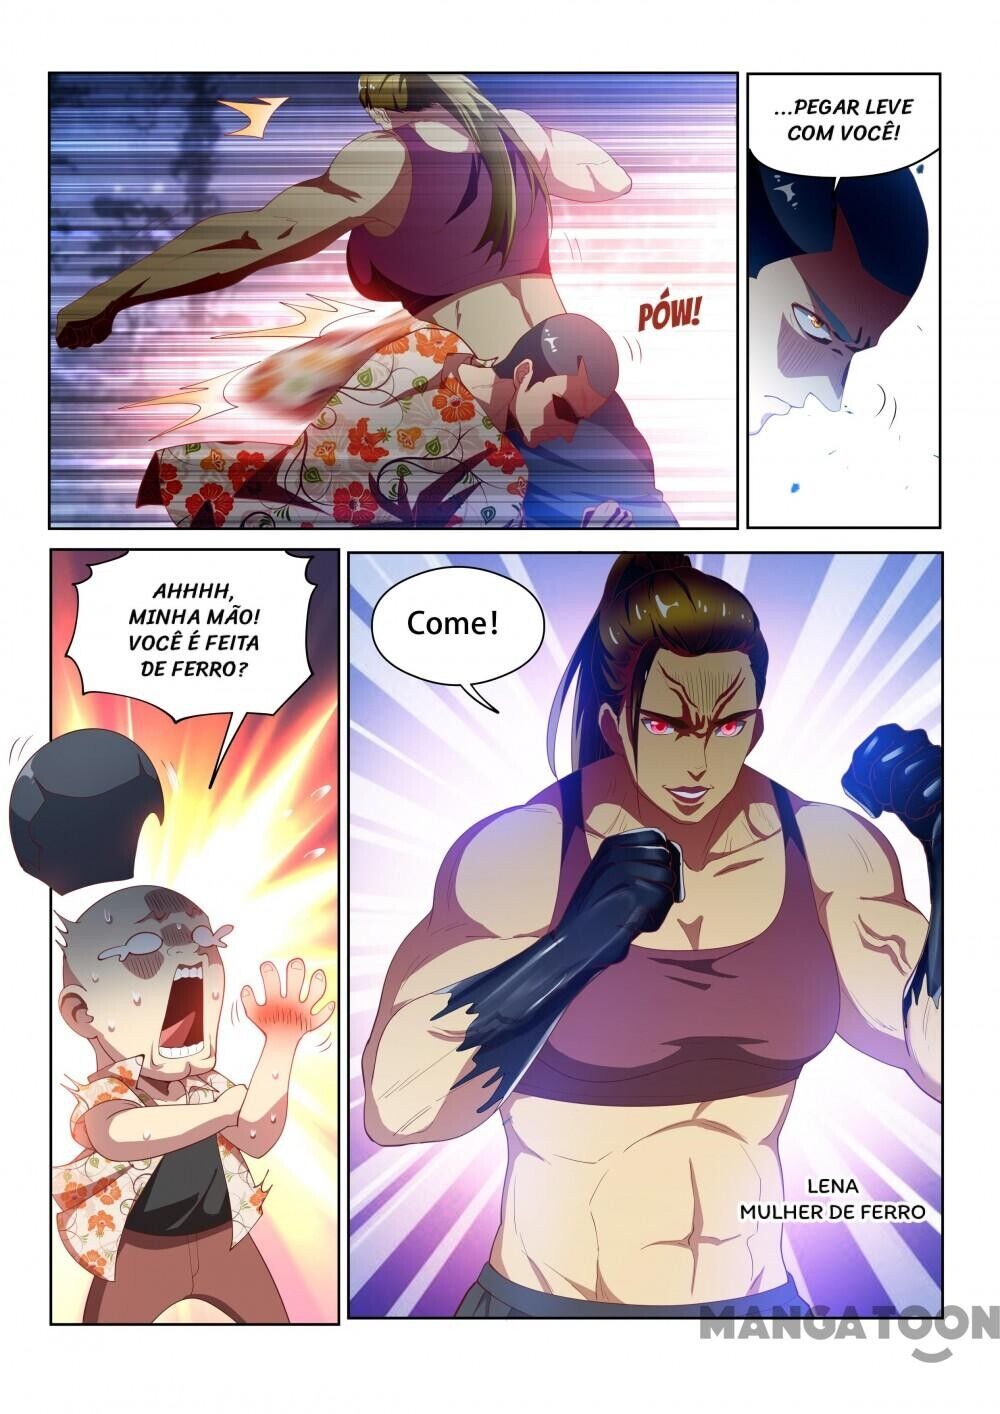 ...PEGAR LEVE
COM VOCÊ!
PÓW!
AHHHH,
MINHA MÃO!
VOCÊ É FEITA
DE FERRO?
Come!
LENA
MULHER DE FERRO
MANGATOON